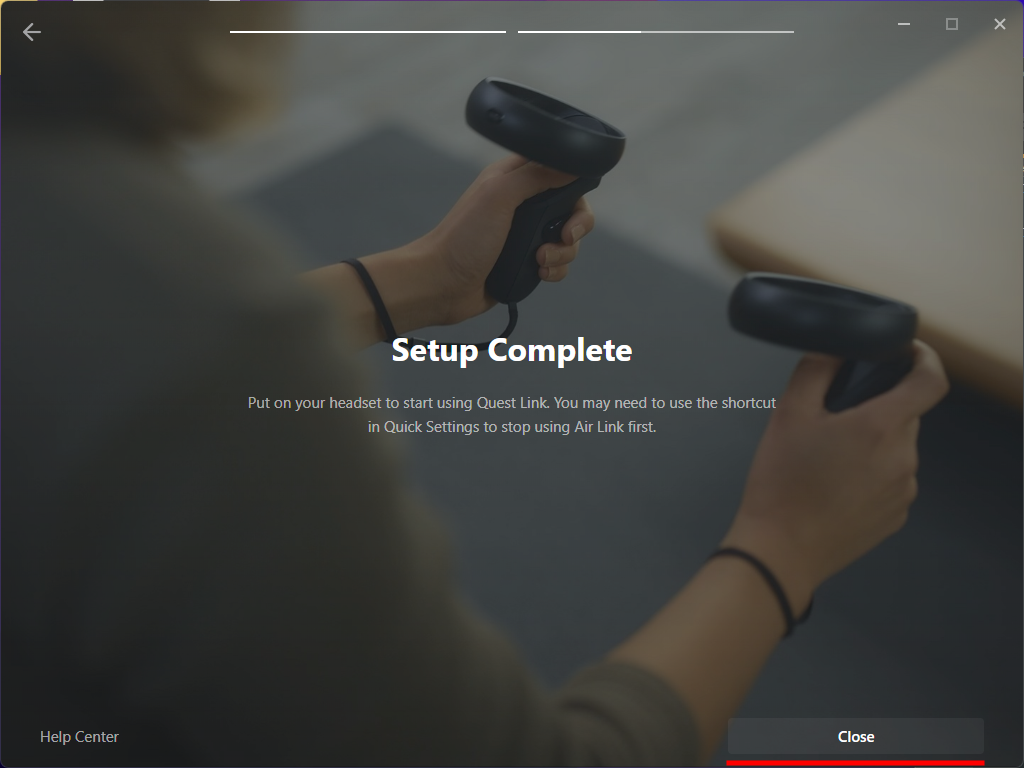 Setup Complete
Put on your headset to start using Quest Link. You may need to use the shortcut
in Quick Settings to stop using Air Link first.
Help Center
Close